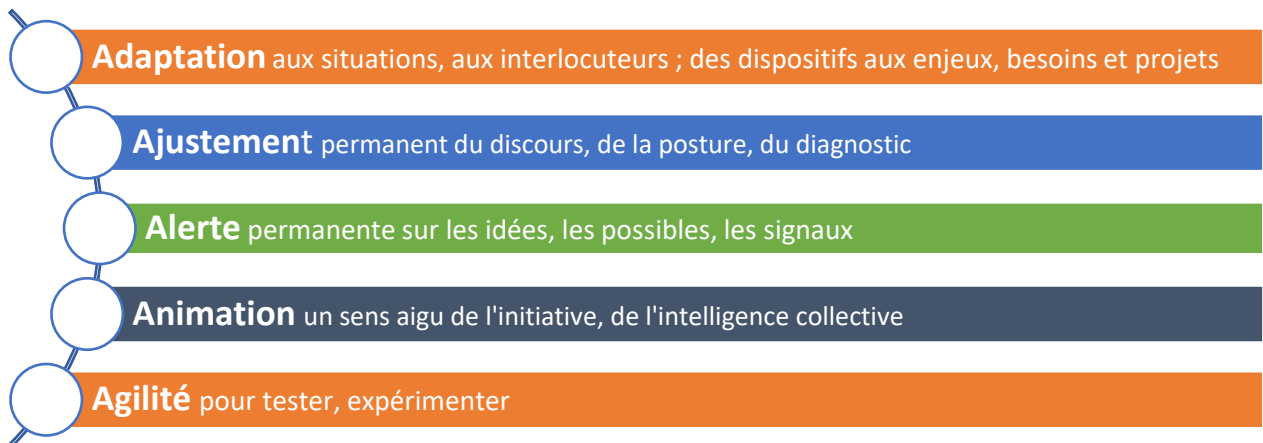 Adaptation aux situations, aux interlocuteurs ; des dispositifs aux enjeux, besoins et projets
Ajustement permanent du discours, de la posture, du diagnostic
Alerte permanente sur les idées, les possibles, les signaux
Animation un sens aigu de l'initiative, de l'intelligence collective
Agilité pour tester, expérimenter